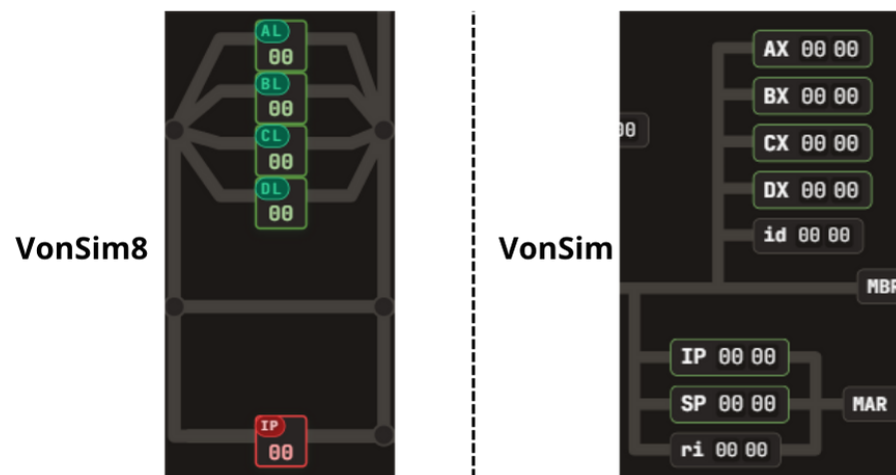 AL
00
BL
00
CL
00
DL
00
IP
00
VonSim8
VonSim
AX 00 00
BX 00 00
CX 00 00
DX 00 00
id 00 00
IP 00 00
SP 00 00
ri 00 00
MAR